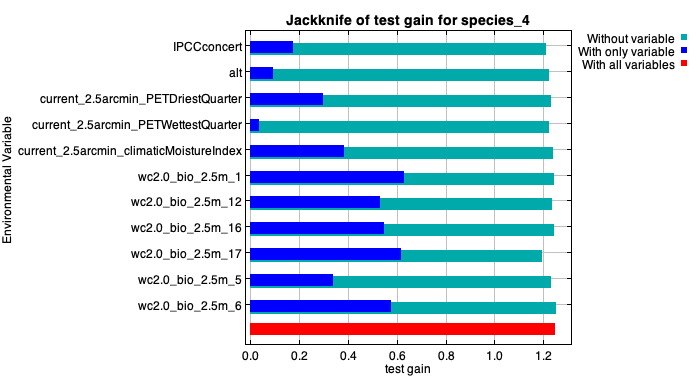 Jackknife of test gain for species_4
Without variable
With only variable
With all variables
Environmental Variable
IPCCconcert
alt
current_2.5arcmin_PETDriestQuarter
current_2.5arcmin_PETWettestQuarter
current_2.5arcmin_climaticMoistureIndex
wc2.0_bio_2.5m_1
wc2.0_bio_2.5m_12
wc2.0_bio_2.5m_16
wc2.0_bio_2.5m_17
wc2.0_bio_2.5m_5
wc2.0_bio_2.5m_6
0.0 0.2 0.4 0.6 0.8 1.0 1.2
test gain